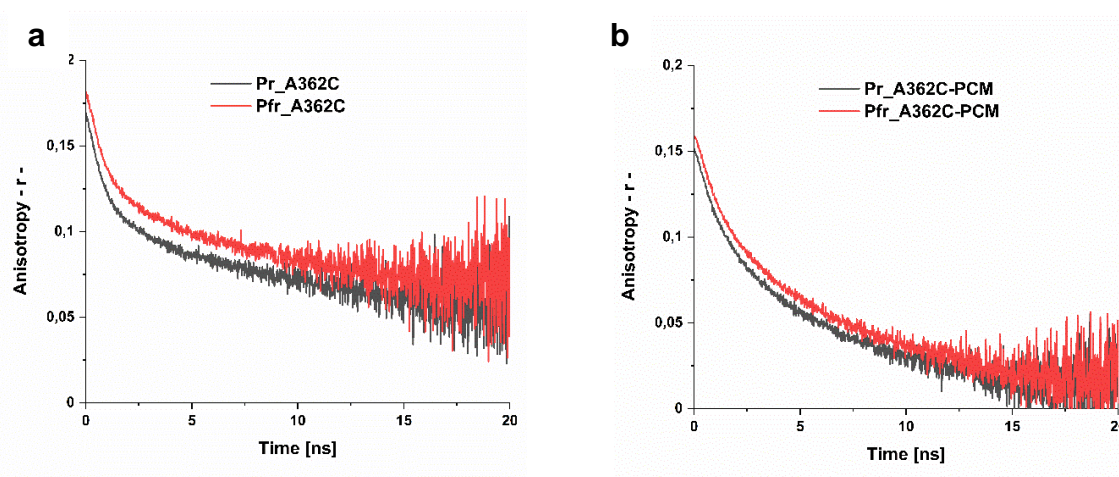 a
2
Pr_A362C
Pfr_A362C
0,15
0,1
0,05
0
0
5
10
15
20
Anisotropy - r -
Time [ns]
b
0,2
Pr_A362C-PCM
Pfr_A362C-PCM
0,15
0,1
0,05
0
0
5
10
15
20
Anisotropy - r -
Time [ns]